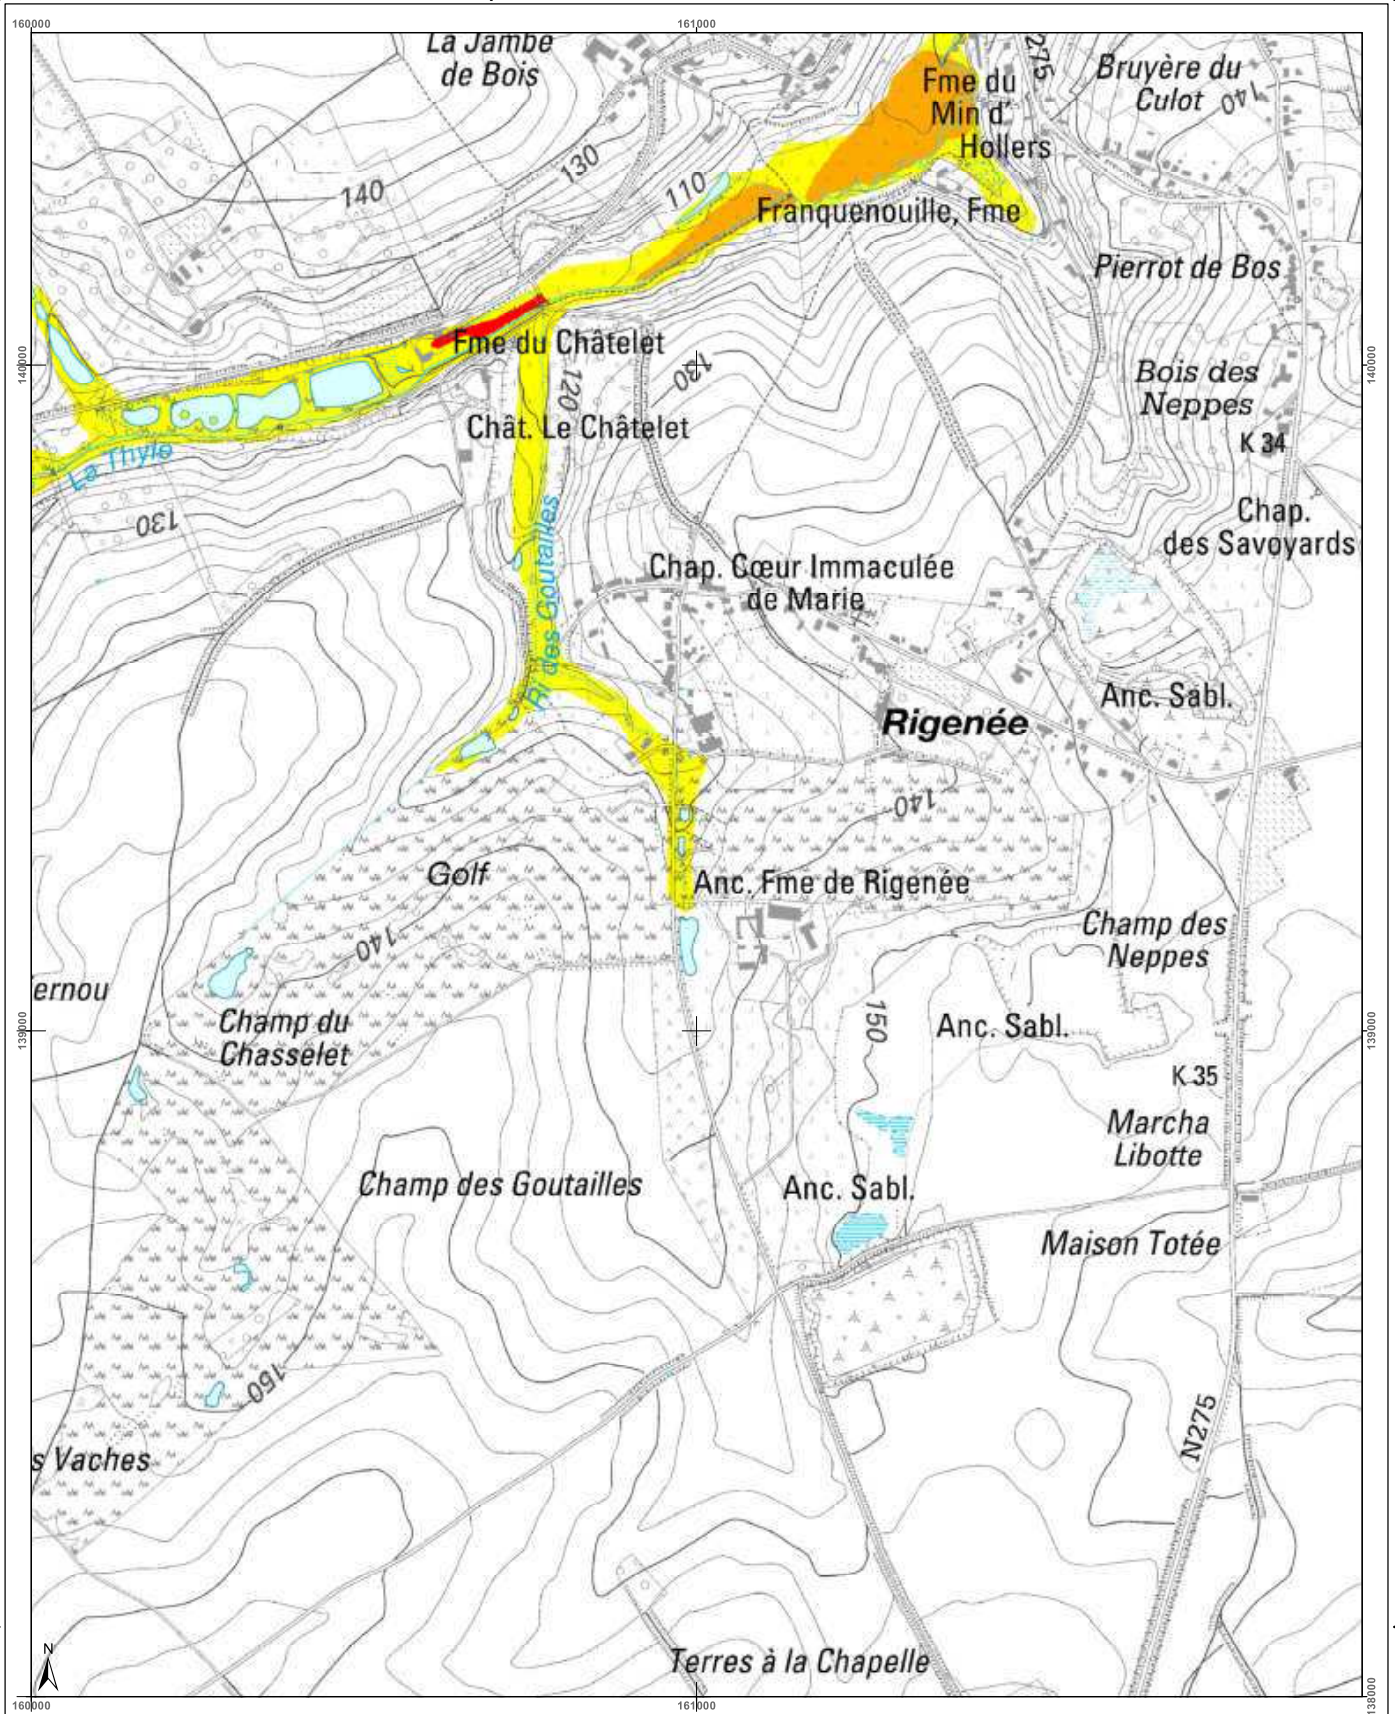 160000
161000
La Jambe
de Bois
275
Bruyère du
Culot
140
Fme du
Min d'
Hollers
130
140
110
Franquenouille, Fme
Pierrot de Bos
Fme du Châtelet
140000
140000
130
120
Bois des
Neppes
Chât. Le Châtelet
K 34
La Thyle
130
Chap.
des Savoyards
Ri des Goutailles
Chap. Cœur Immaculée
de Marie
Anc. Sabl.
Rigenée
140
Golf
Anc. Fme de Rigenée
140
Champ des
Neppes
ernou
Champ du
Chasselet
150
Anc. Sabl.
139000
139000
K 35
Marcha
Libotte
Champ des Goutailles
Anc. Sabl.
Maison Totée
150
N275
s Vaches
Terres à la Chapelle
N
160000
161000
138000